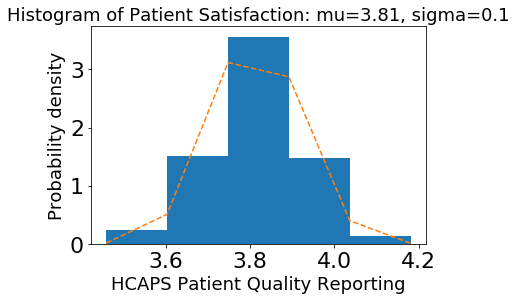 Histogram of Patient Satisfaction: mu=3.81, sigma=0.1
Probability density
3
2
1
0
3.6 3.8 4.0 4.2
HCAPS Patient Quality Reporting